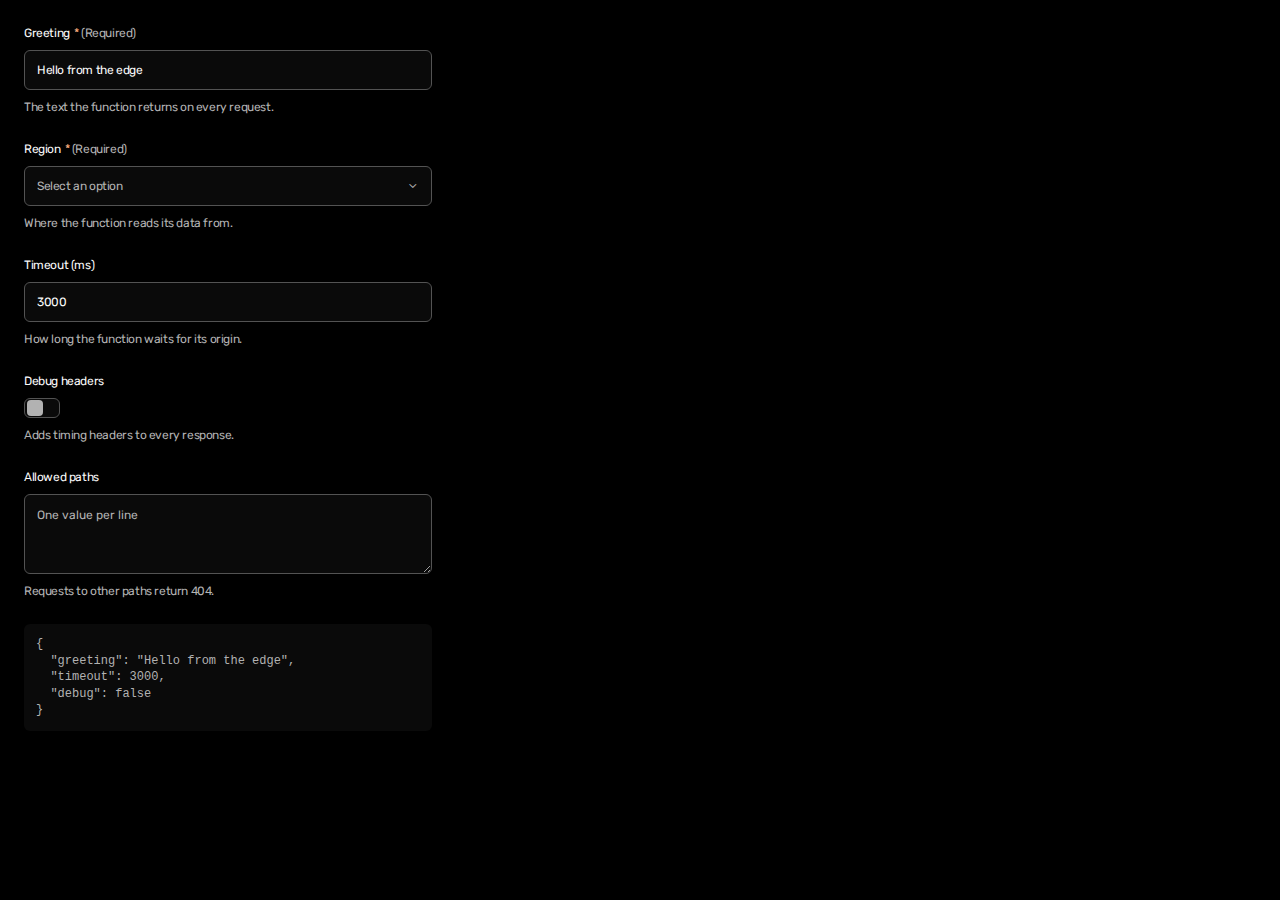 Greeting * (Required)
Hello from the edge
The text the function returns on every request.
Region * (Required)
Select an option
Where the function reads its data from.
Timeout (ms)
3000
How long the function waits for its origin.
Debug headers
Adds timing headers to every response.
Allowed paths
One value per line
Requests to other paths return 404.
{
  "greeting": "Hello from the edge",
  "timeout": 3000,
  "debug": false
}